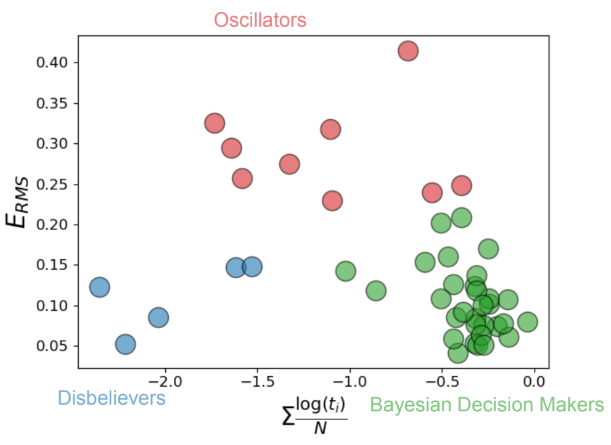 Oscillators
0.40
0.35
0.30
0.25
0.20
0.15
0.10
0.05
E_RMS
−2.0 −1.5 −1.0 −0.5 0.0
Disbelievers
Σ log(tᵢ)/N
Bayesian Decision Makers